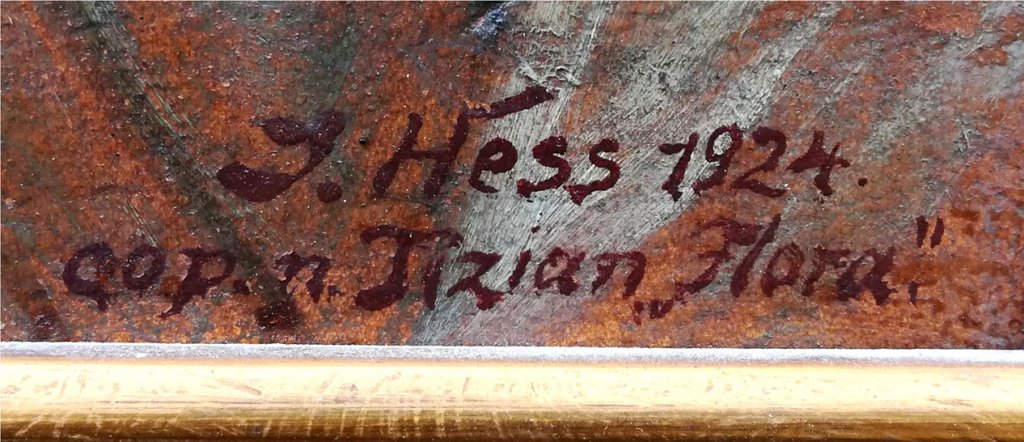 J. Hess 1924.
cop. n. Tizian „Flora"